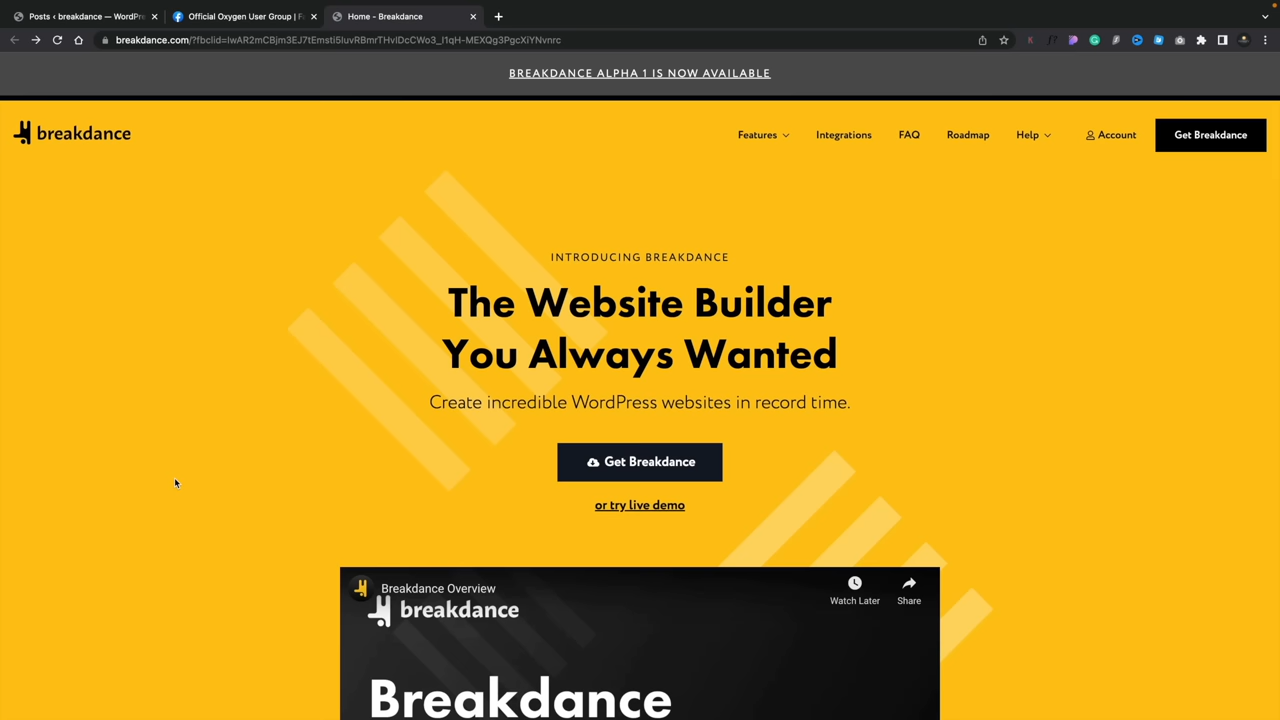 Posts ‹ breakdance — WordPre
Official Oxygen User Group | F
Home - Breakdance
breakdance.com/?fbclid=IwAR2mCBjm3EJ7tEmsti5IuvRBmrTHvIDcCWo3_I1qH-MEXQg3PgcXiYNvnrc
BREAKDANCE ALPHA 1 IS NOW AVAILABLE
breakdance
Features
Integrations
FAQ
Roadmap
Help
Account
Get Breakdance
INTRODUCING BREAKDANCE
The Website Builder
You Always Wanted
Create incredible WordPress websites in record time.
Get Breakdance
or try live demo
Breakdance Overview
Watch Later
Share
breakdance
Breakdance